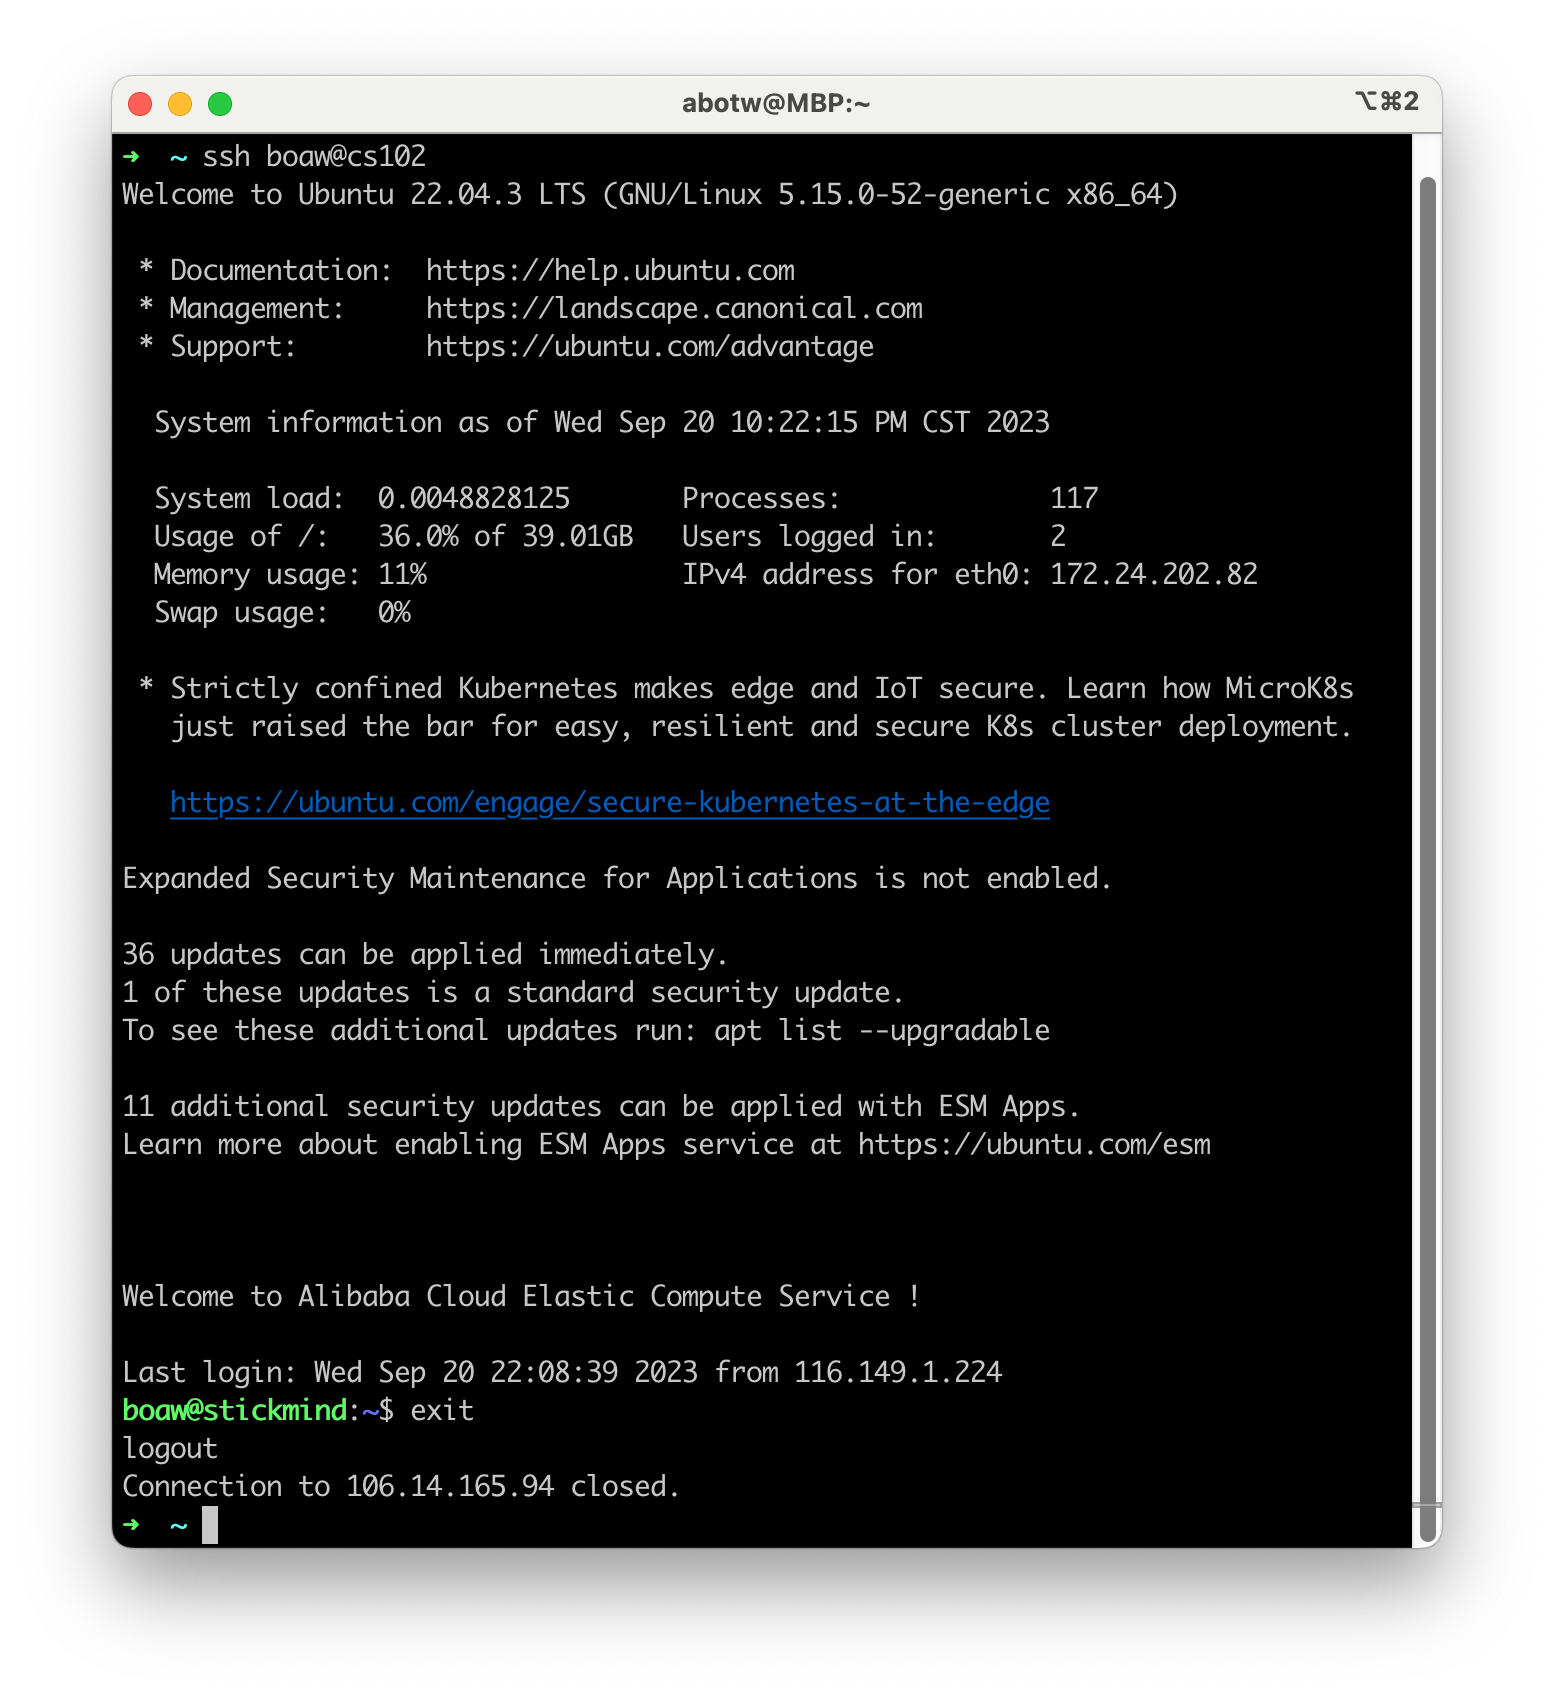 abotw@MBP:~ ⌥⌘2
➜  ~ ssh boaw@cs102
Welcome to Ubuntu 22.04.3 LTS (GNU/Linux 5.15.0-52-generic x86_64)
 * Documentation:  https://help.ubuntu.com
 * Management:     https://landscape.canonical.com
 * Support:        https://ubuntu.com/advantage
  System information as of Wed Sep 20 10:22:15 PM CST 2023
  System load:  0.0048828125       Processes:             117
  Usage of /:   36.0% of 39.01GB   Users logged in:       2
  Memory usage: 11%                IPv4 address for eth0: 172.24.202.82
  Swap usage:   0%
 * Strictly confined Kubernetes makes edge and IoT secure. Learn how MicroK8s
   just raised the bar for easy, resilient and secure K8s cluster deployment.
   https://ubuntu.com/engage/secure-kubernetes-at-the-edge
Expanded Security Maintenance for Applications is not enabled.
36 updates can be applied immediately.
1 of these updates is a standard security update.
To see these additional updates run: apt list --upgradable
11 additional security updates can be applied with ESM Apps.
Learn more about enabling ESM Apps service at https://ubuntu.com/esm
Welcome to Alibaba Cloud Elastic Compute Service !
Last login: Wed Sep 20 22:08:39 2023 from 116.149.1.224
boaw@stickmind:~$ exit
logout
Connection to 106.14.165.94 closed.
➜  ~